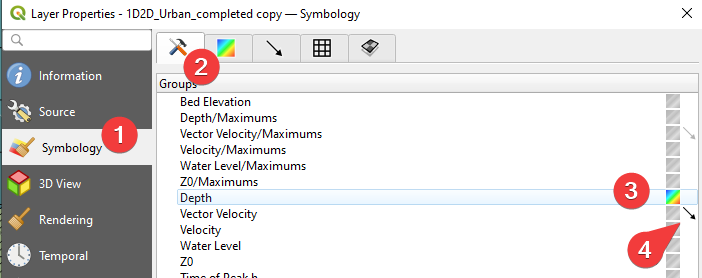 Layer Properties - 1D2D_Urban_completed copy — Symbology
2
Information
Groups
Bed Elevation
Source
Depth/Maximums
1
Vector Velocity/Maximums
Symbology
Velocity/Maximums
Water Level/Maximums
3D View
Z0/Maximums
Depth
3
Rendering
Vector Velocity
Velocity
4
Water Level
Temporal
Z0
Time of Peak h